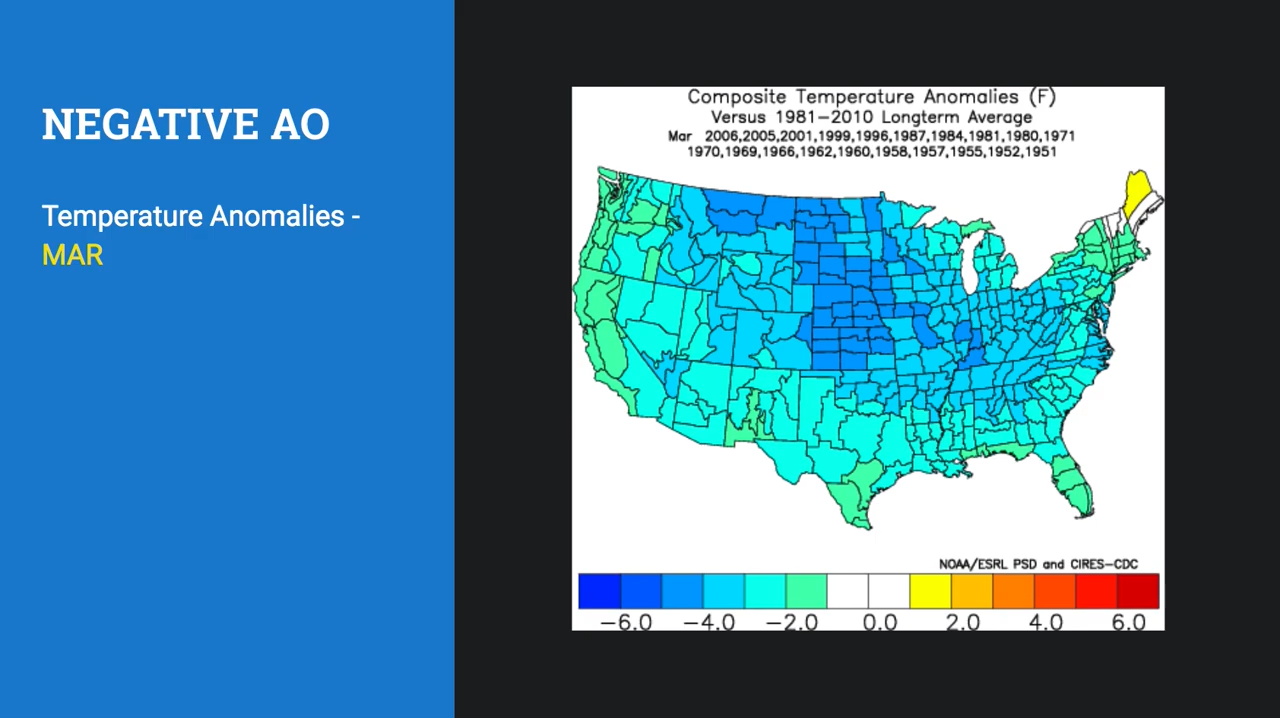 NEGATIVE AO
Temperature Anomalies -
MAR
Composite Temperature Anomalies (F)
Versus 1981−2010 Longterm Average
Mar 2006,2005,2001,1999,1996,1987,1984,1981,1980,1971
1970,1969,1966,1962,1960,1958,1957,1955,1952,1951
NOAA/ESRL PSD and CIRES−CDC
−6.0 −4.0 −2.0 0.0 2.0 4.0 6.0